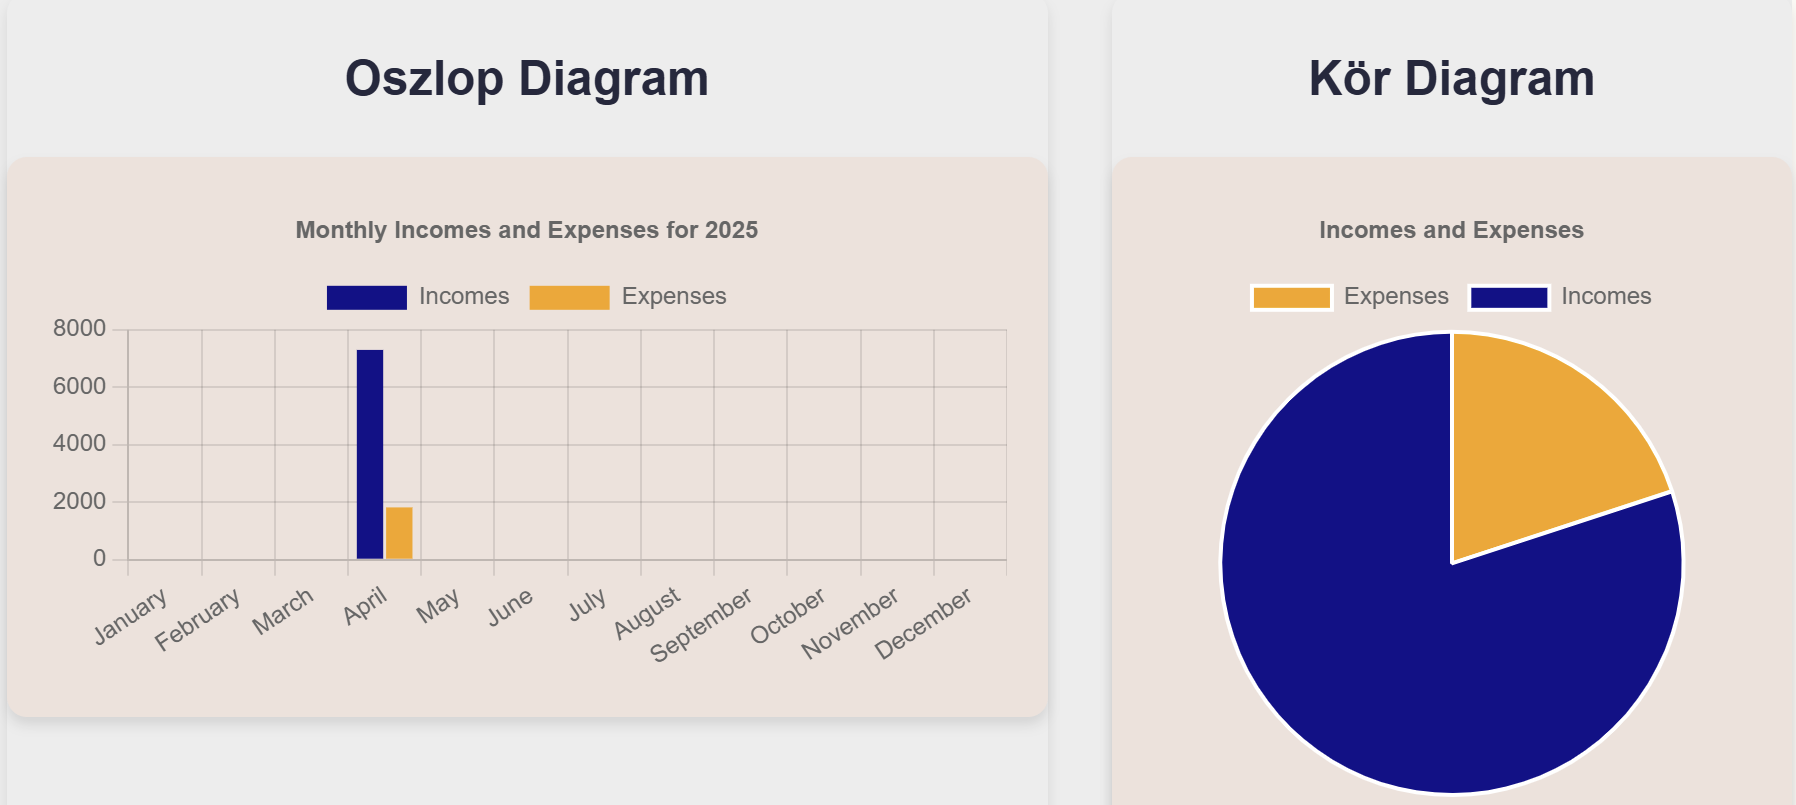 Oszlop Diagram
Monthly Incomes and Expenses for 2025
Incomes Expenses
8000
6000
4000
2000
0
January February March April May June July August September October November December
Kör Diagram
Incomes and Expenses
Expenses Incomes